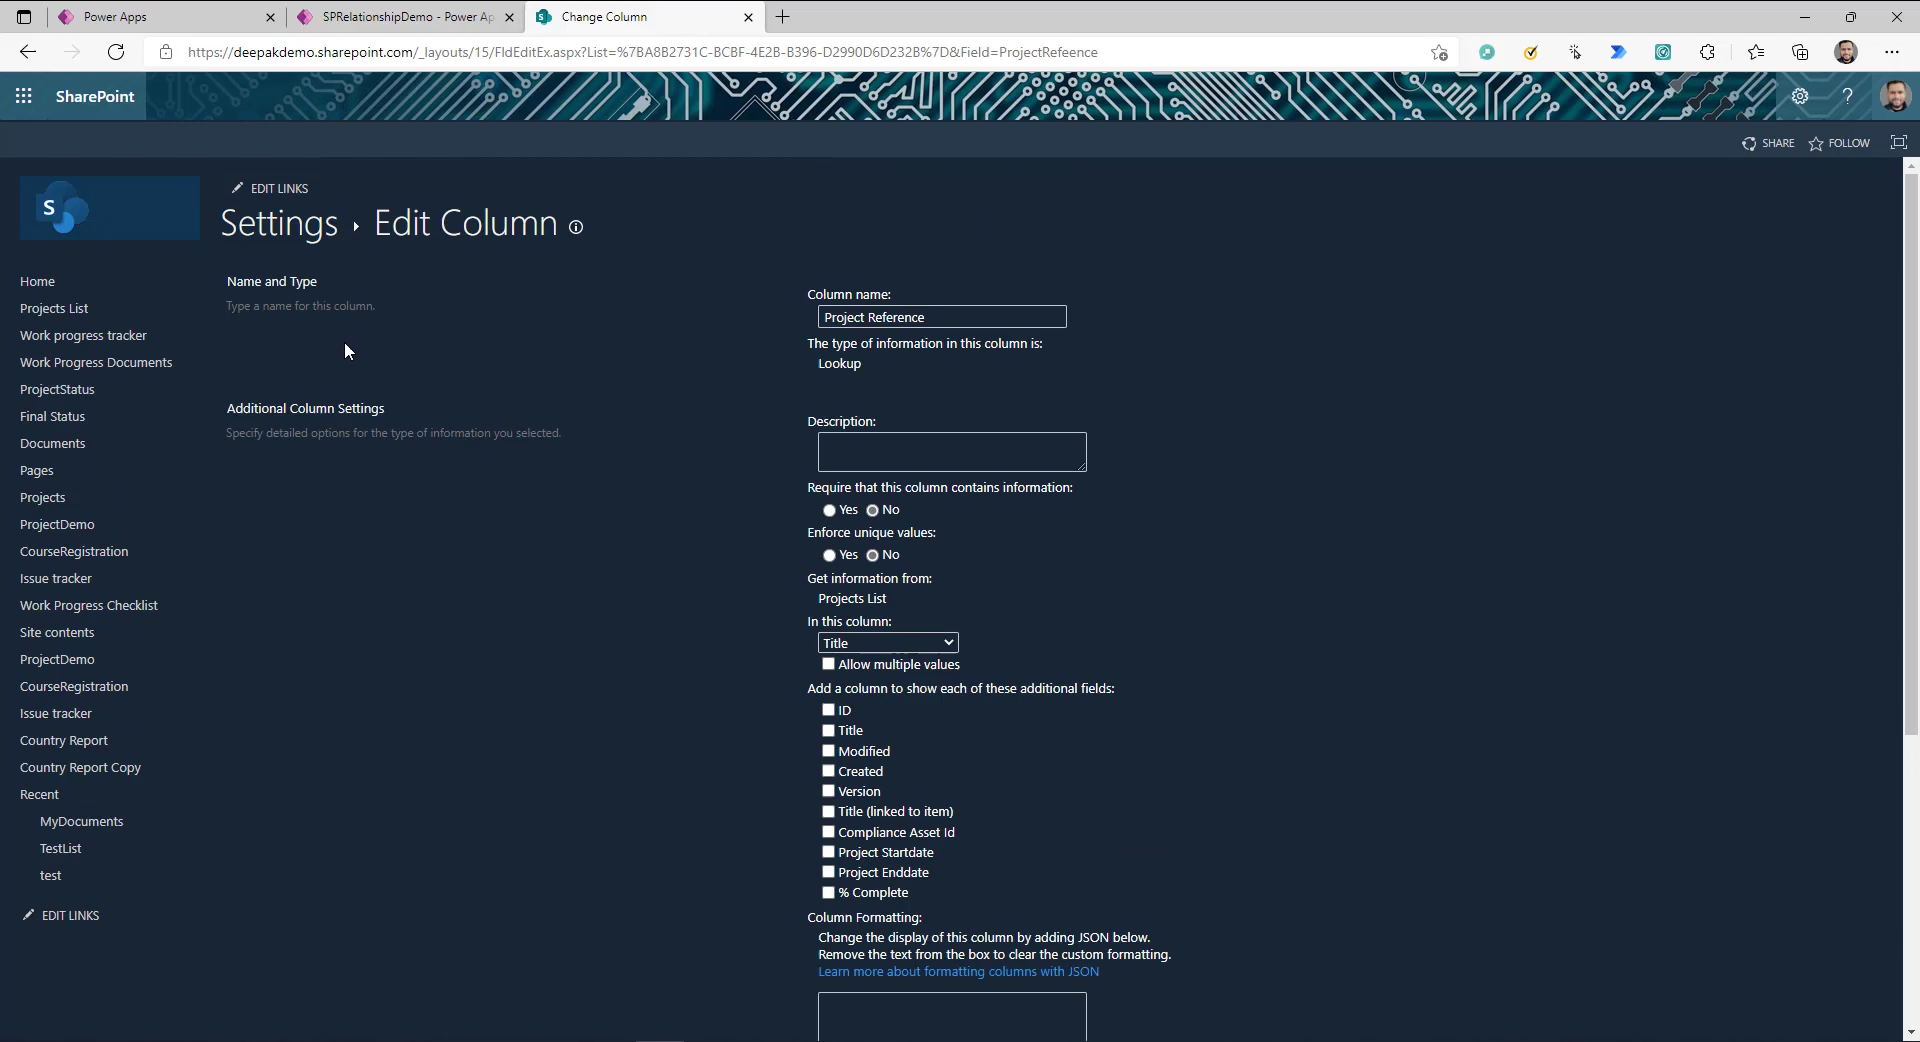 Power Apps
SPRelationshipDemo - Power Ap
Change Column
https://deepakdemo.sharepoint.com/_layouts/15/FldEditEx.aspx?List=%7BA8B2731C-BCBF-4E2B-B396-D2990D6D232B%7D&Field=ProjectRefeence
SharePoint
?
SHARE
FOLLOW
S
EDIT LINKS
Settings
Edit Column
Home
Projects List
Work progress tracker
Work Progress Documents
ProjectStatus
Final Status
Documents
Pages
Projects
ProjectDemo
CourseRegistration
Issue tracker
Work Progress Checklist
Site contents
ProjectDemo
CourseRegistration
Issue tracker
Country Report
Country Report Copy
Recent
MyDocuments
TestList
test
EDIT LINKS
Name and Type
Type a name for this column.
Additional Column Settings
Specify detailed options for the type of information you selected.
Column name:
Project Reference
The type of information in this column is:
Lookup
Description:
Require that this column contains information:
Yes No
Enforce unique values:
Yes No
Get information from:
Projects List
In this column:
Title
Allow multiple values
Add a column to show each of these additional fields:
ID
Title
Modified
Created
Version
Title (linked to item)
Compliance Asset Id
Project Startdate
Project Enddate
% Complete
Column Formatting:
Change the display of this column by adding JSON below.
Remove the text from the box to clear the custom formatting.
Learn more about formatting columns with JSON